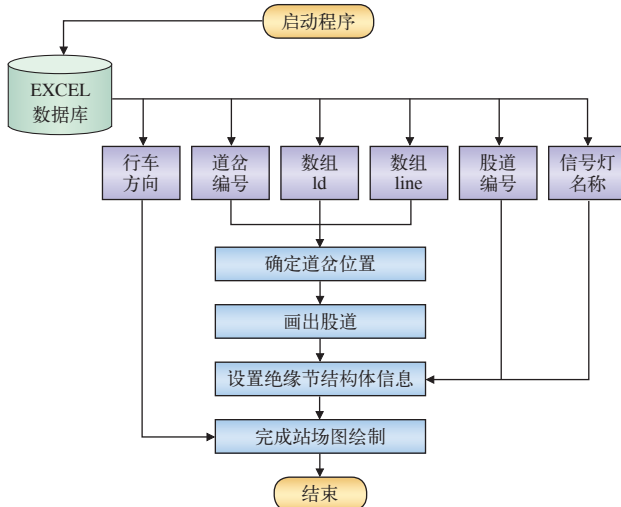 启动程序
EXCEL
数据库
行车
方向
道岔
编号
数组
ld
数组
line
股道
编号
信号灯
名称
确定道岔位置
画出股道
设置绝缘节结构体信息
完成站场图绘制
结束